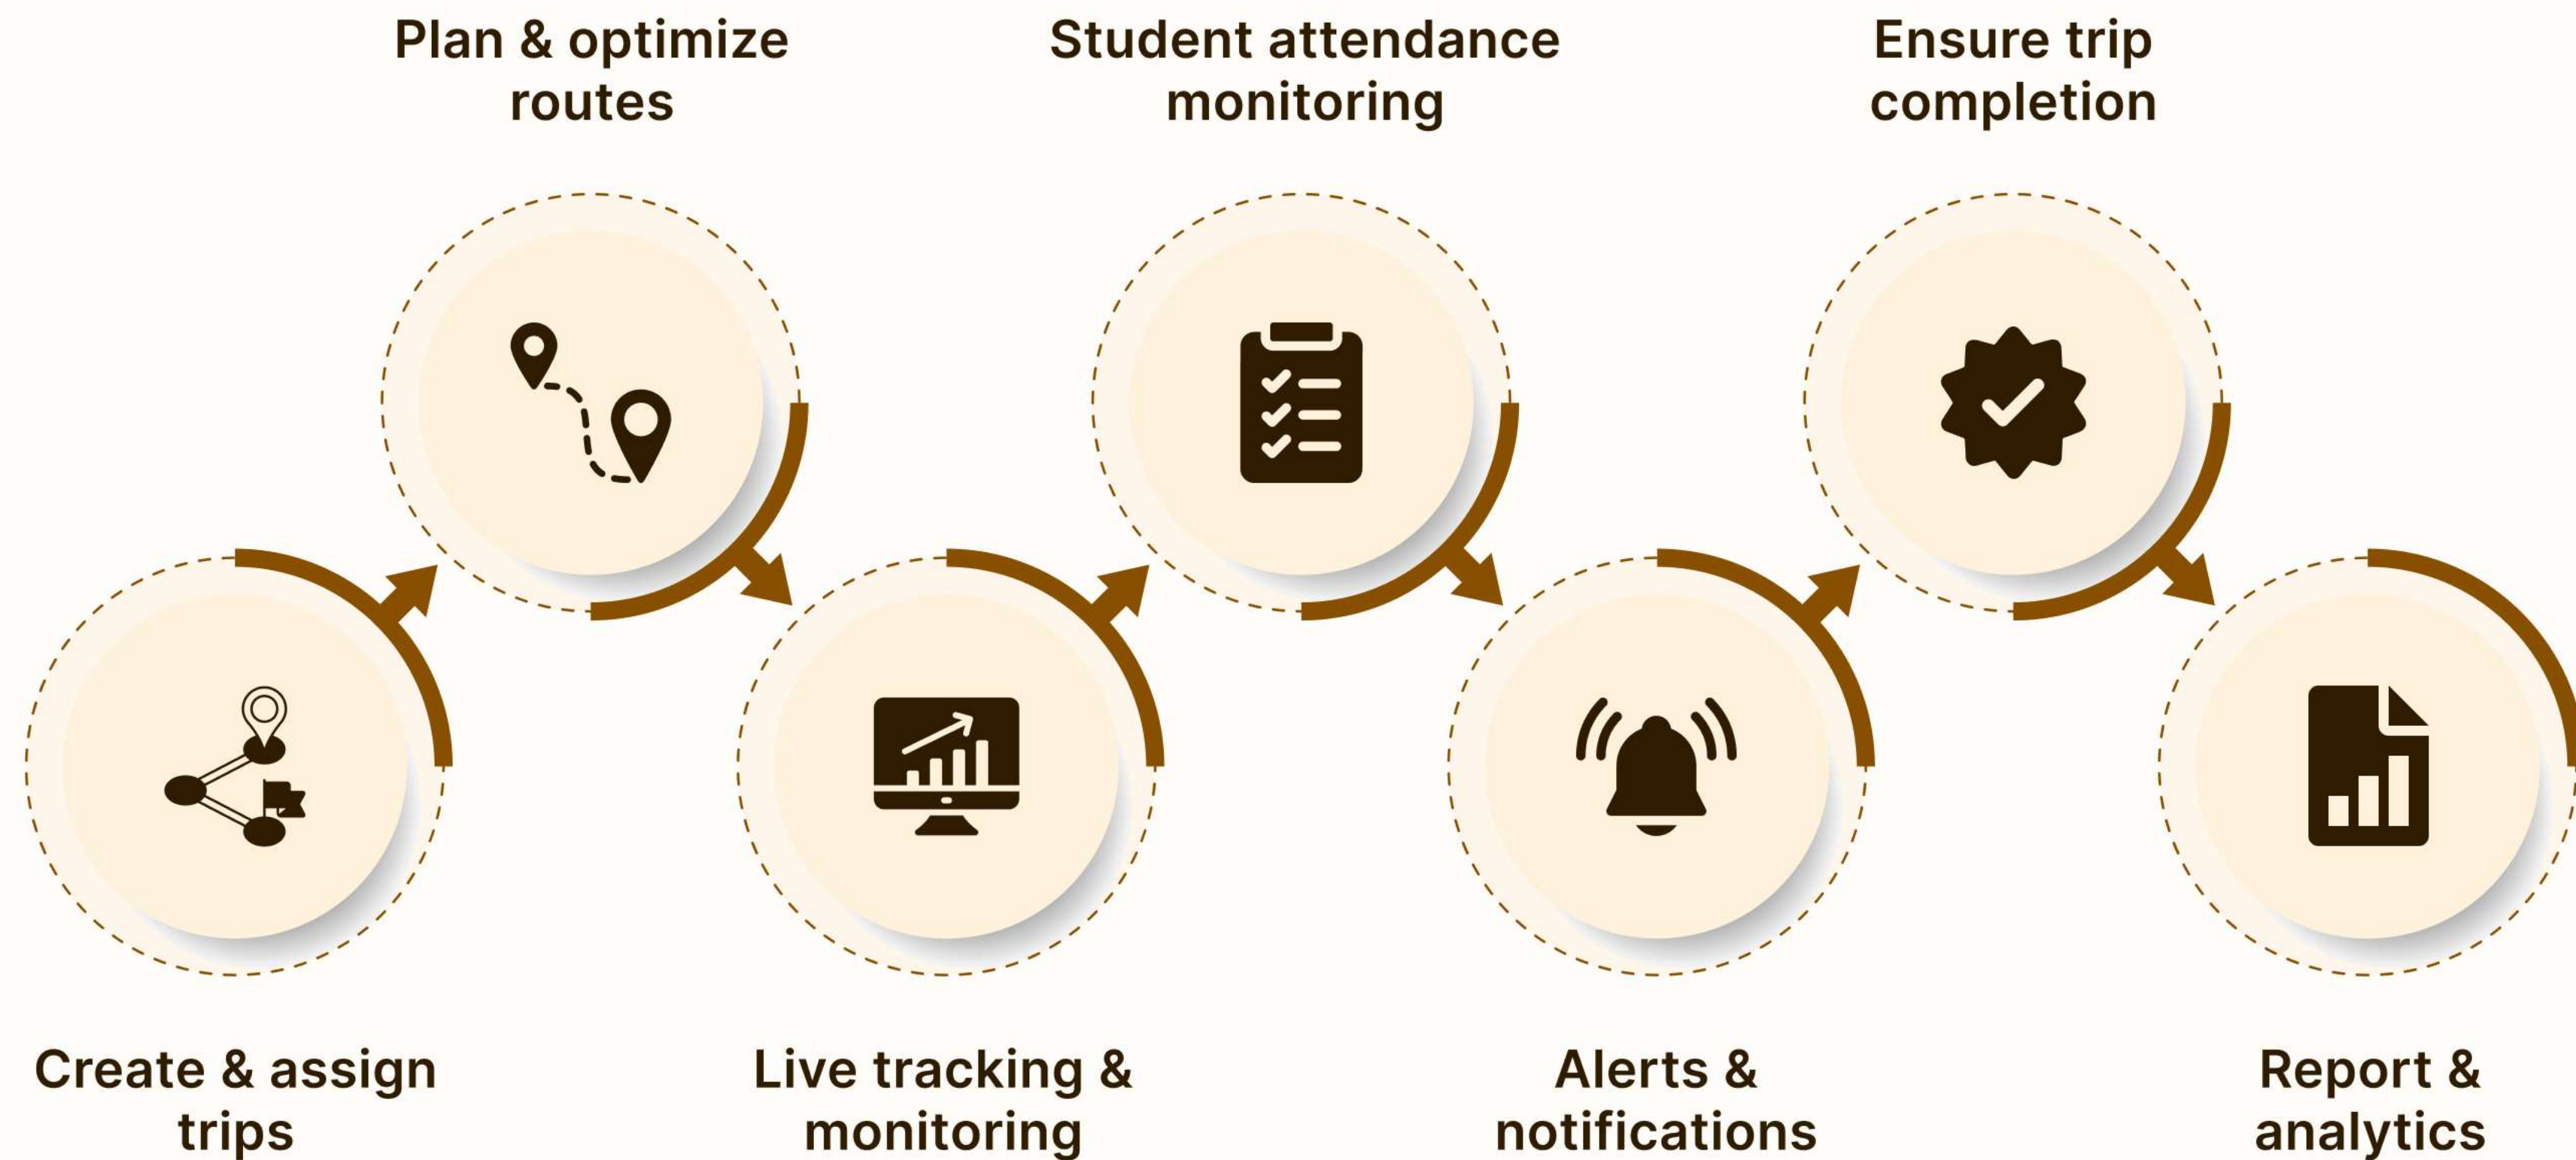 Plan & optimize
routes
Student attendance
monitoring
Ensure trip
completion
Create & assign
trips
Live tracking &
monitoring
Alerts &
notifications
Report &
analytics